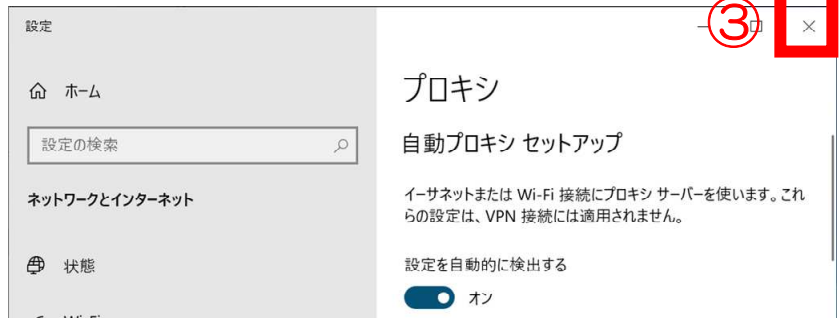 設定
③
ホーム
設定の検索
ネットワークとインターネット
状態
プロキシ
自動プロキシ セットアップ
イーサネットまたは Wi-Fi 接続にプロキシ サーバーを使います。これ
らの設定は、VPN 接続には適用されません。
設定を自動的に検出する
オン